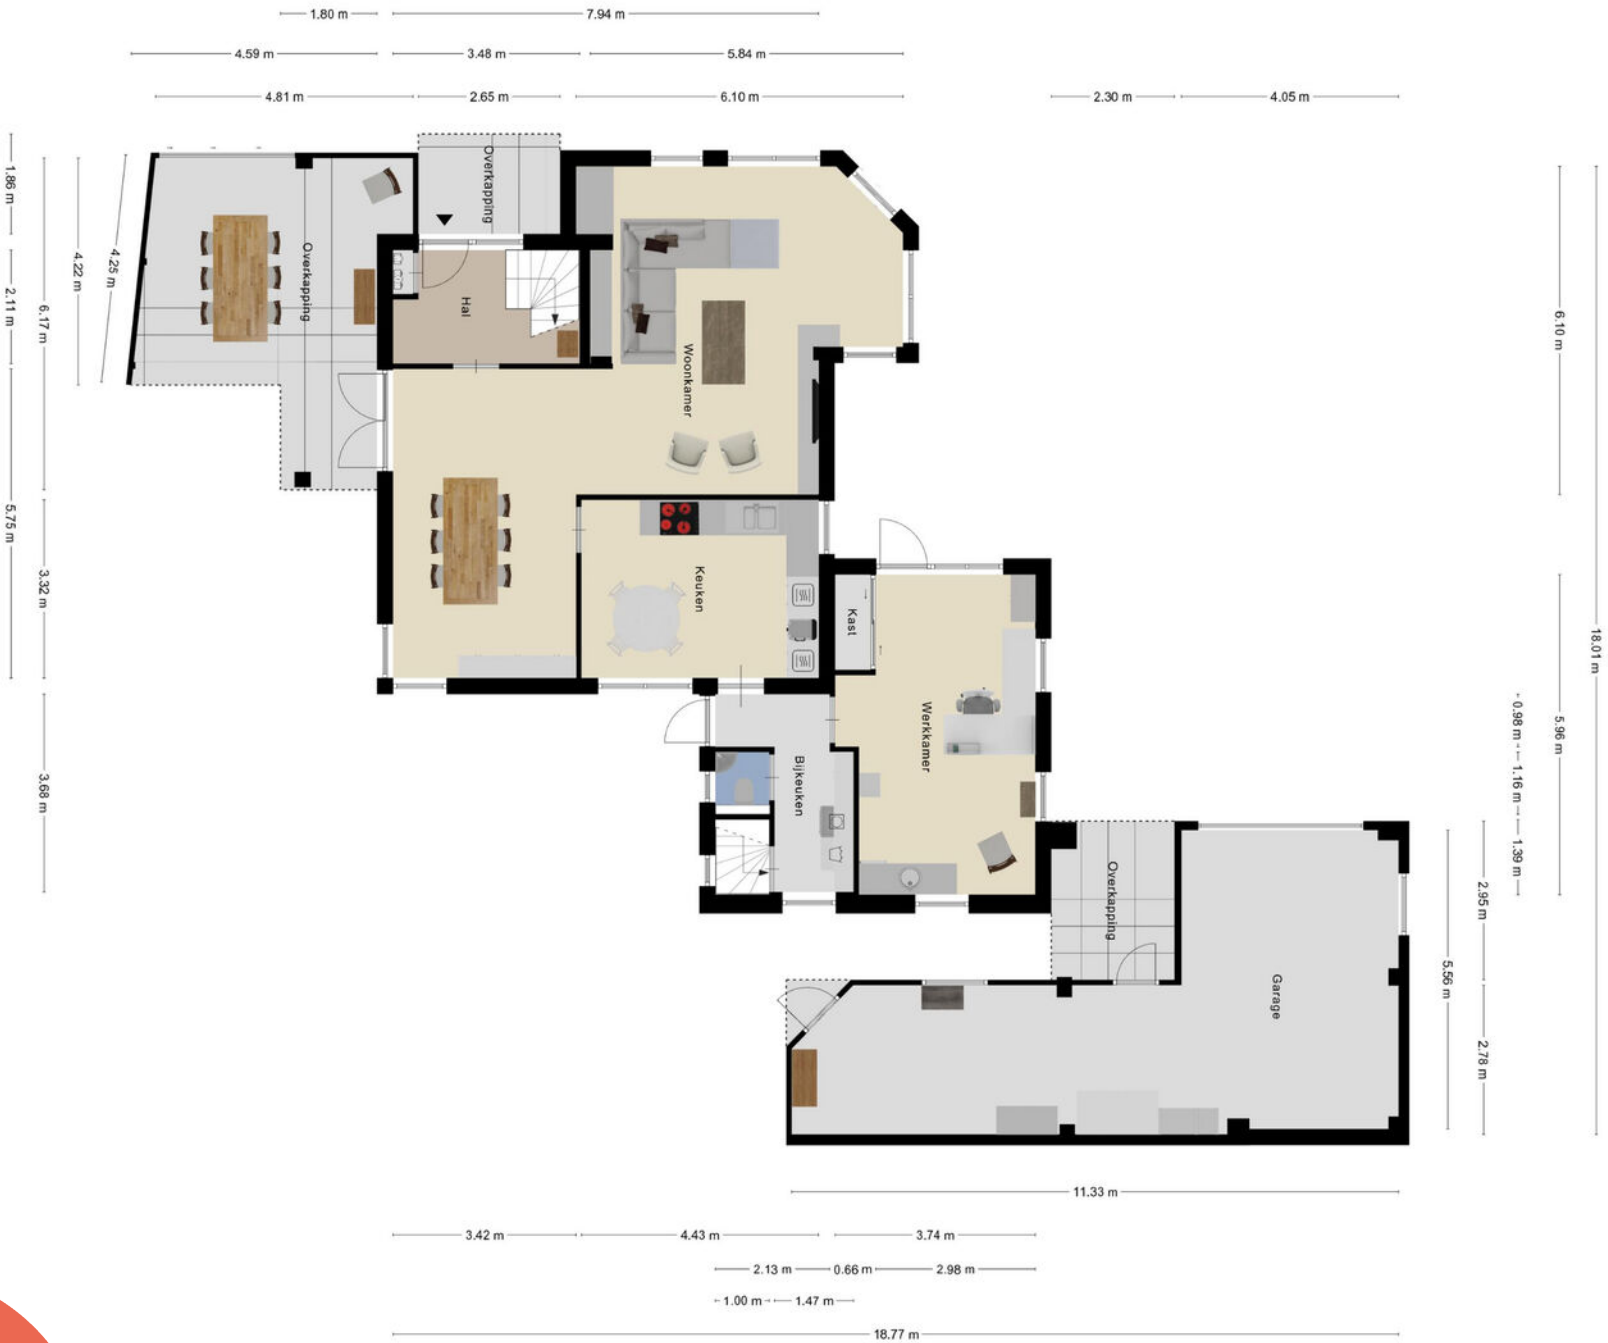 1.80 m
7.94 m
4.59 m
3.48 m
5.84 m
4.81 m
2.65 m
6.10 m
2.30 m
4.05 m
1.86 m
2.11 m
5.75 m
6.17 m
3.32 m
3.68 m
4.22 m
4.25 m
Overkapping
Overkapping
Hal
Woonkamer
Keuken
Kast
Werkkamer
Bijkeuken
Overkapping
Garage
6.10 m
5.96 m
18.01 m
0.98 m
1.16 m
1.39 m
2.95 m
2.78 m
5.56 m
11.33 m
3.42 m
4.43 m
3.74 m
2.13 m
0.66 m
2.98 m
1.00 m
1.47 m
18.77 m